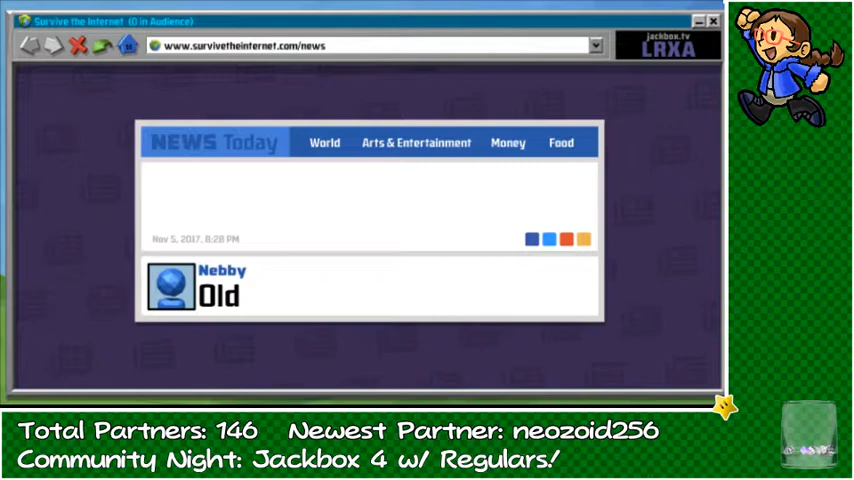 Survive the Internet (0 in Audience)
www.survivetheinternet.com/news
jackbox.tv
LRXA
NEWS Today World Arts & Entertainment Money Food
Nov 5, 2017, 8:28 PM
Nebby
Old
Total Partners: 146 Newest Partner: neozoid256
Community Night: Jackbox 4 w/ Regulars!